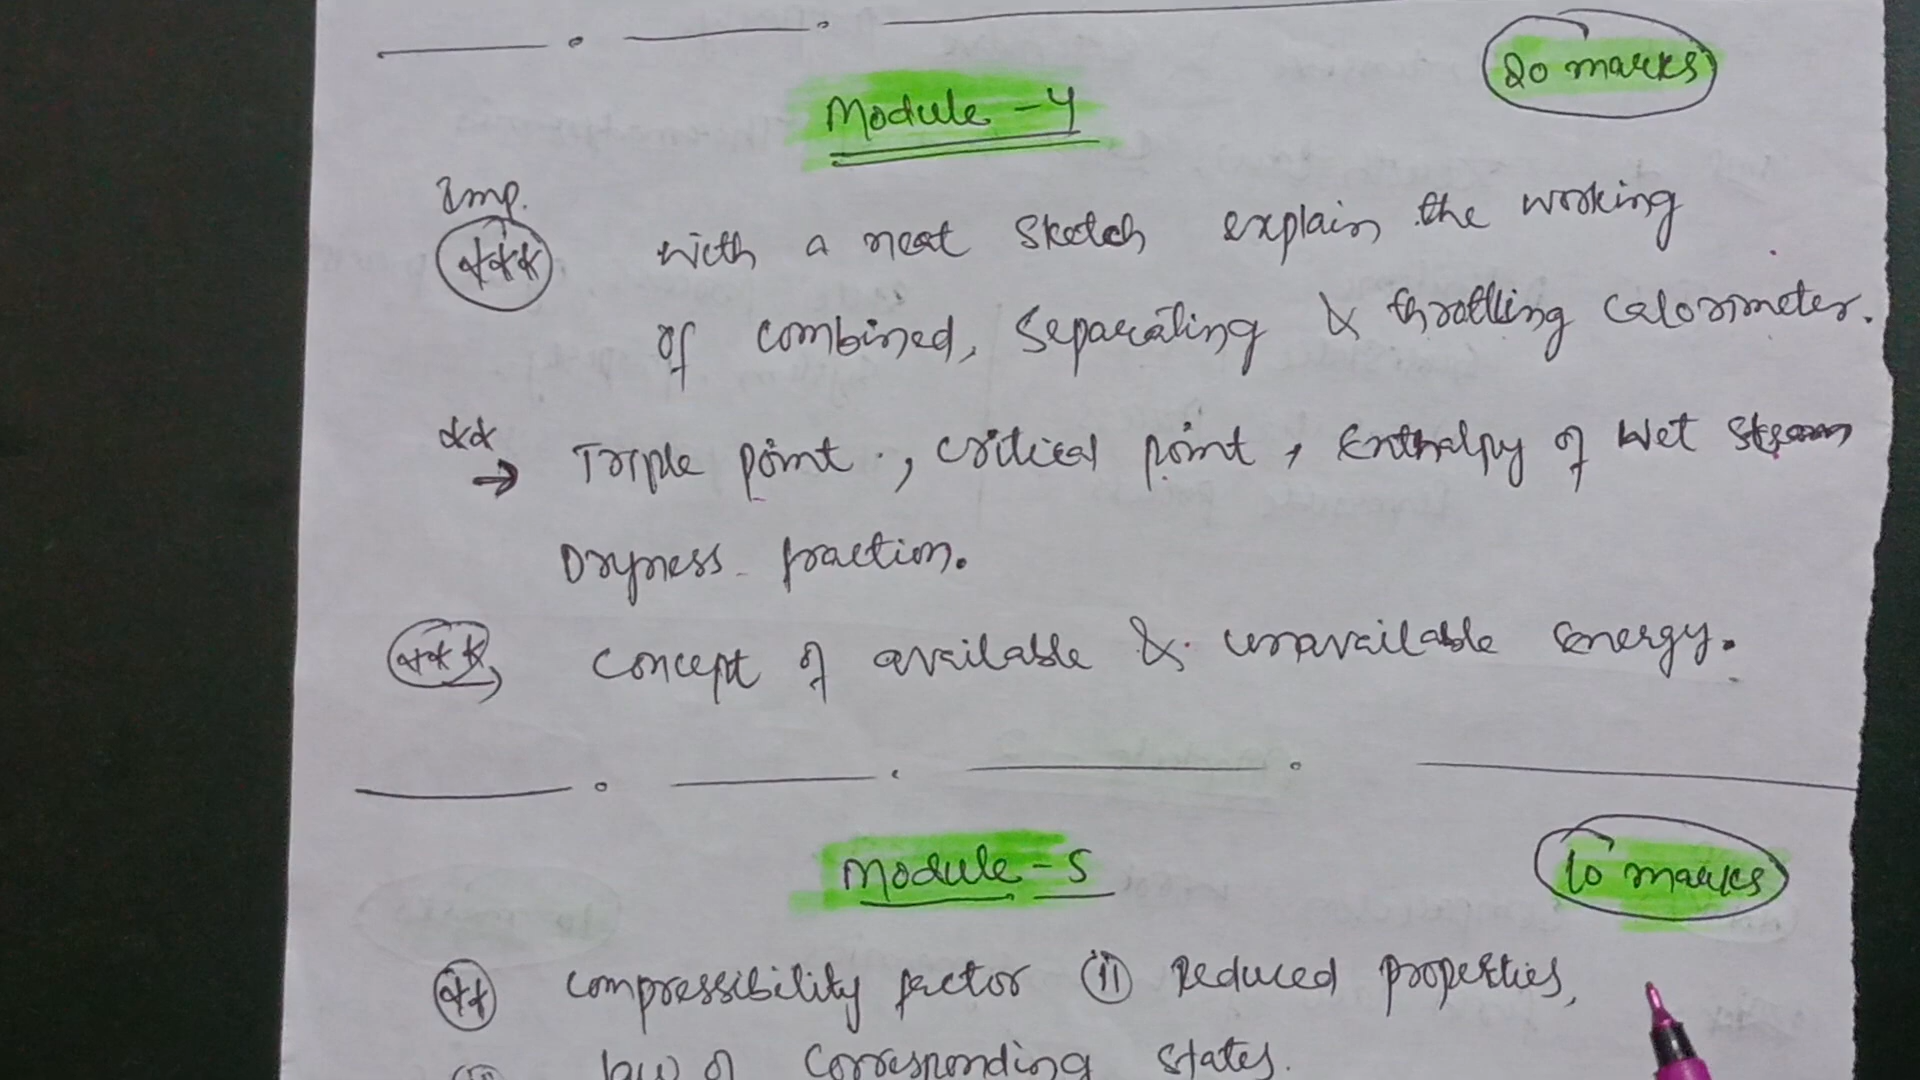 20 marks
Module - 4
Imp.
*** with a neat sketch explain the working
of combined, Separating & throttling calorimeter.
** → Triple point, critical point, Enthalpy of Wet Steam
Dryness fraction.
*** → concept of available & unavailable energy.
Module - 5
10 marks
** compressibility factor (ii) Reduced properties,
law of corresponding states.